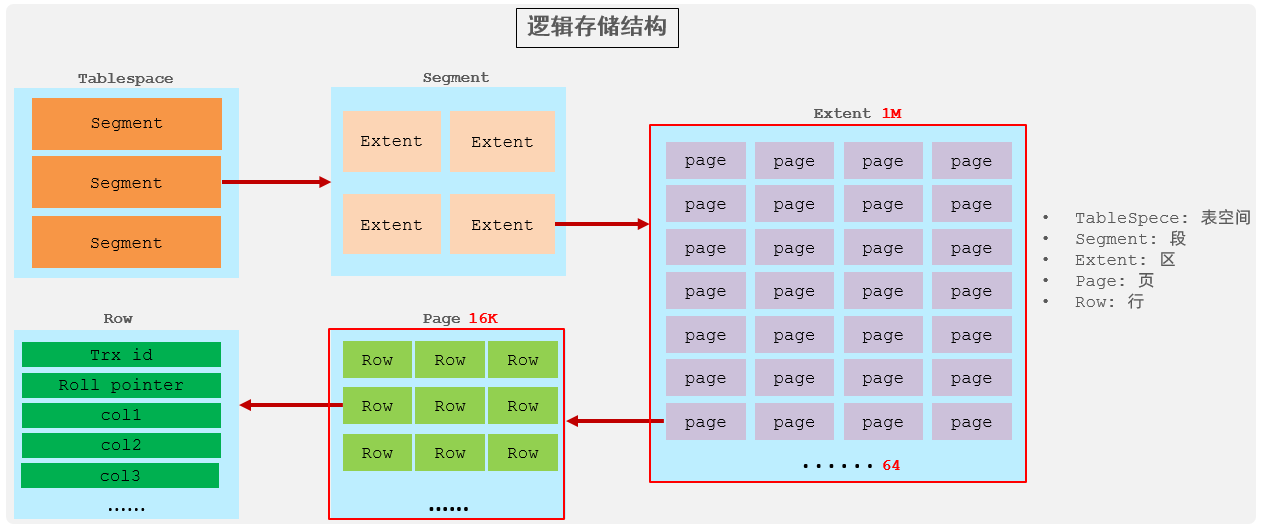 逻辑存储结构
Tablespace
Segment
Segment
Segment
Segment
Extent Extent
Extent Extent
Extent 1M
page page page page
page page page page
page page page page
page page page page
page page page page
page page page page
page page page page
......64
• TableSpece: 表空间
• Segment: 段
• Extent: 区
• Page: 页
• Row: 行
Row
Trx id
Roll pointer
col1
col2
col3
......
Page 16K
Row Row Row
Row Row Row
Row Row Row
......